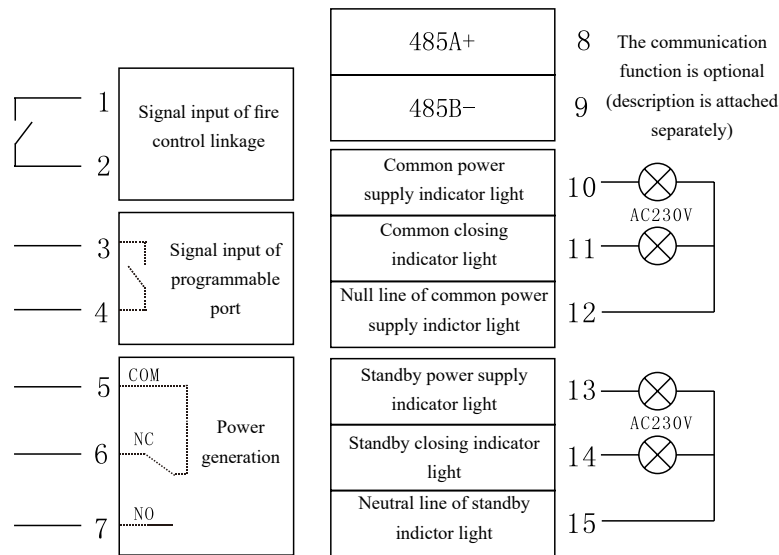 1
2
Signal input of fire
control linkage
3
4
Signal input of
programmable
port
5
COM
6
NC
7
NO
Power
generation
485A+
8
485B-
9
The communication
function is optional
(description is attached
separately)
Common power
supply indicator light
10
AC230V
Common closing
indicator light
11
Null line of common power
supply indictor light
12
Standby power supply
indicator light
13
AC230V
Standby closing indicator
light
14
Neutral line of standby
indictor light
15